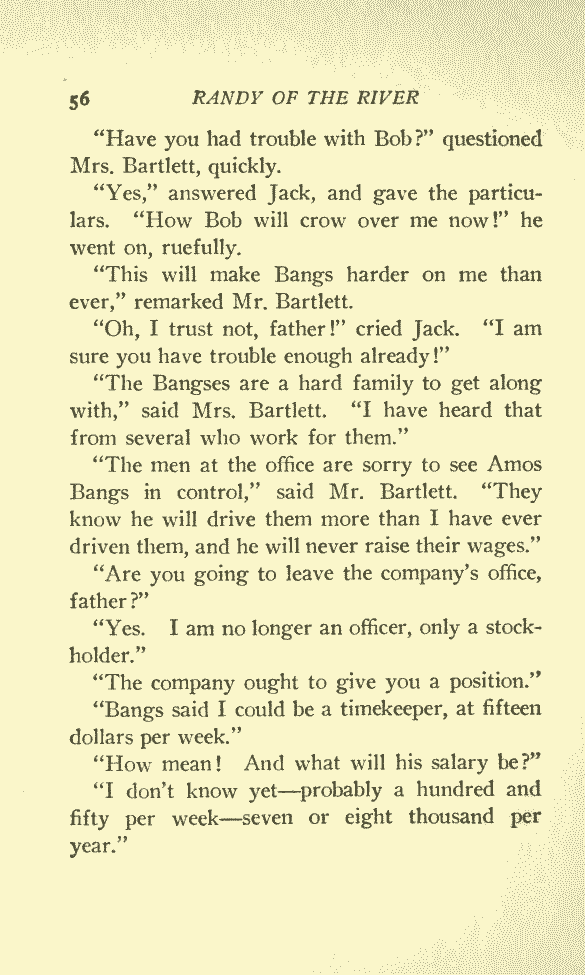 56 RANDY OF THE RIVER
“Have you had trouble with Bob?” questioned
Mrs. Bartlett, quickly.
“Yes,” answered Jack, and gave the particu-
lars. “How Bob will crow over me now!” he
went on, ruefully.
“This will make Bangs harder on me than
ever,” remarked Mr. Bartlett.
“Oh, I trust not, father!” cried Jack. “I am
sure you have trouble enough already!”
“The Bangses are a hard family to get along
with,” said Mrs. Bartlett. “I have heard that
from several who work for them.”
“The men at the office are sorry to see Amos
Bangs in control,” said Mr. Bartlett. “They
know he will drive them more than I have ever
driven them, and he will never raise their wages.”
“Are you going to leave the company’s office,
father?”
“Yes. I am no longer an officer, only a stock-
holder.”
“The company ought to give you a position.”
“Bangs said I could be a timekeeper, at fifteen
dollars per week.”
“How mean! And what will his salary be?”
“I don’t know yet—probably a hundred and
fifty per week—seven or eight thousand per
year.”